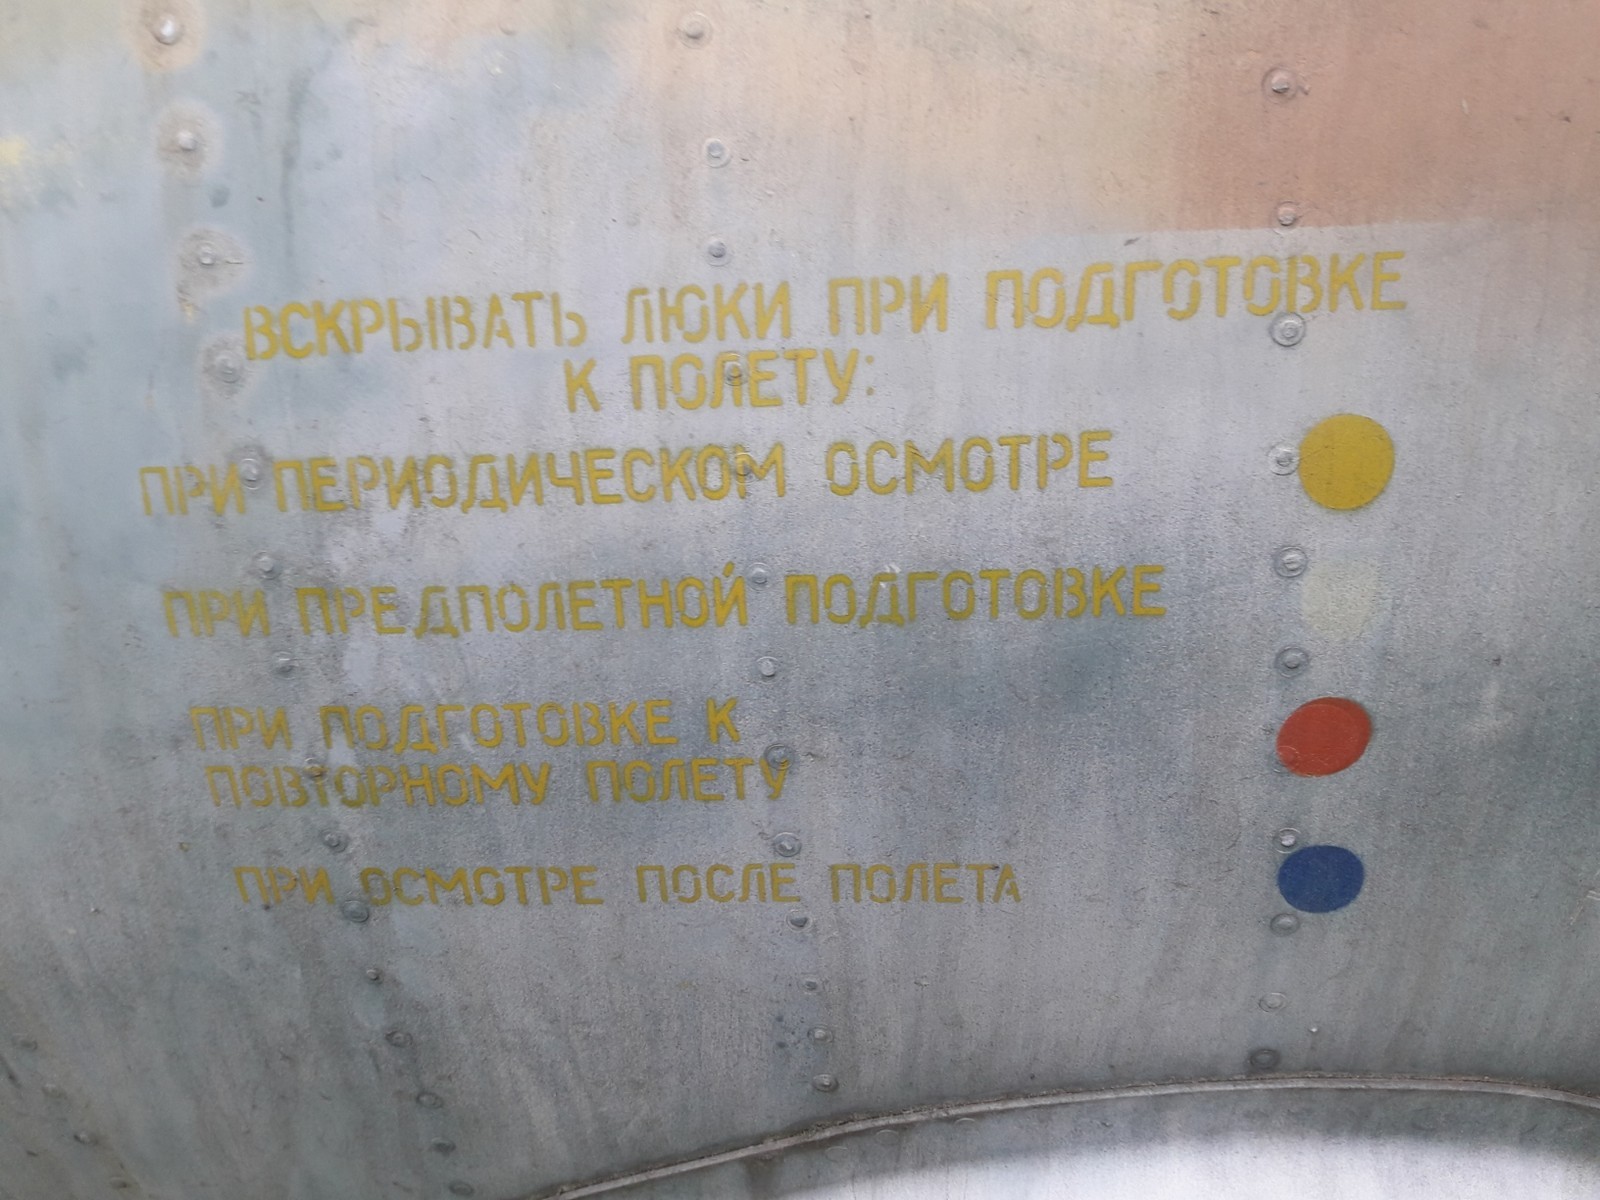 ВСКРЫВАТЬ ЛЮКИ ПРИ ПОДГОТОВКЕ
К ПОЛЕТУ:
ПРИ ПЕРИОДИЧЕСКОМ ОСМОТРЕ
ПРИ ПРЕДПОЛЕТНОЙ ПОДГОТОВКЕ
ПРИ ПОДГОТОВКЕ К
ПОВТОРНОМУ ПОЛЕТУ
ПРИ ОСМОТРЕ ПОСЛЕ ПОЛЕТА